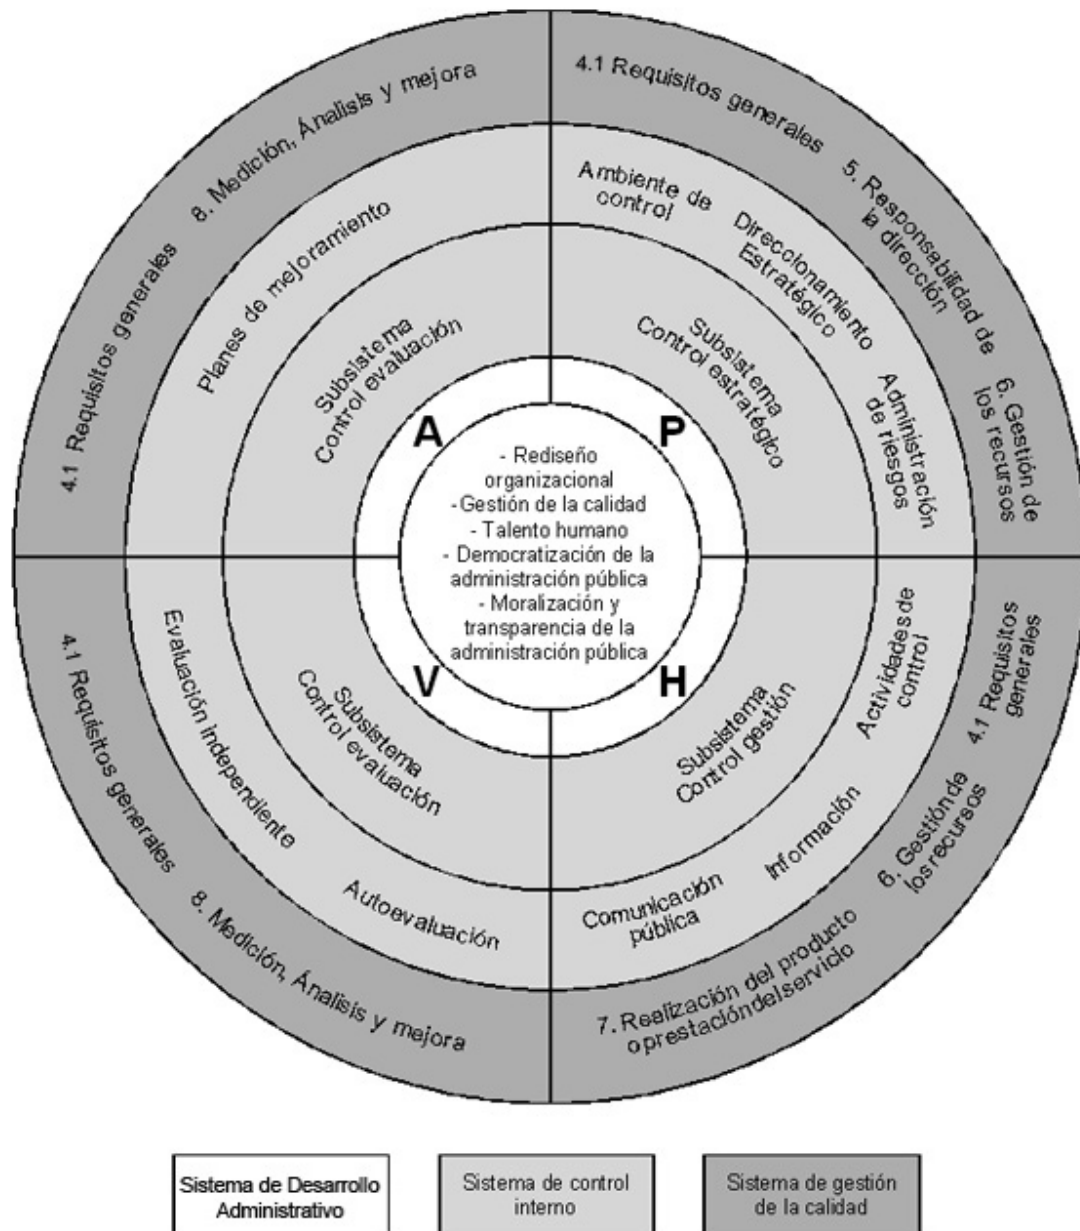 4.1 Requisitos generales
8. Medición, Ánalisis y mejora
4.1 Requisitos generales
5. Responsabilidad de
la dirección
6. Gestión de
los recursos
Planes de mejoramiento
Ambiente de
control
Direccionamiento
Estratégico
Administración
de riesgos
Subsistema
Control evaluación
Subsistema
Control estratégico
A
P
- Rediseño
organizacional
-Gestión de la calidad
- Talento humano
- Democratización de la
administración pública
- Moralización y
transparencia de la
administración pública
V
H
Subsistema
Control evaluación
Subsistema
Control gestión
Evaluación independiente
Autoevaluación
Actividades de
control
Información
Comunicación
pública
4.1 Requisitos generales
8. Medición, Ánalisis y mejora
4.1 Requisitos
generales
6. Gestión de
los recursos
7. Realización del producto
o prestación del servicio
Sistema de Desarrollo
Administrativo
Sistema de control
interno
Sistema de gestión
de la calidad